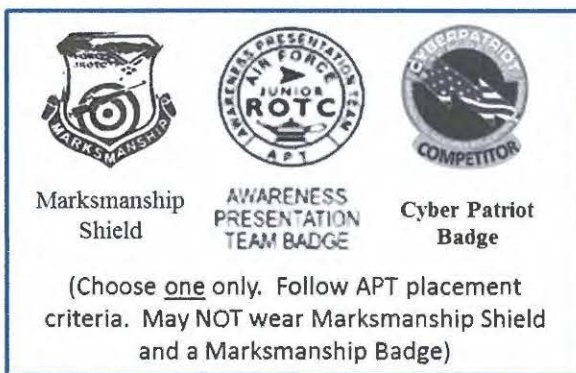 JROTC
MARKSMANSHIP
AWARENESS PRESENTATION TEAM
AIR FORCE
JUNIOR
ROTC
APT
CYBERPATRIOT
COMPETITOR
Marksmanship
Shield
AWARENESS
PRESENTATION
TEAM BADGE
Cyber Patriot
Badge
(Choose one only. Follow APT placement
criteria. May NOT wear Marksmanship Shield
and a Marksmanship Badge)